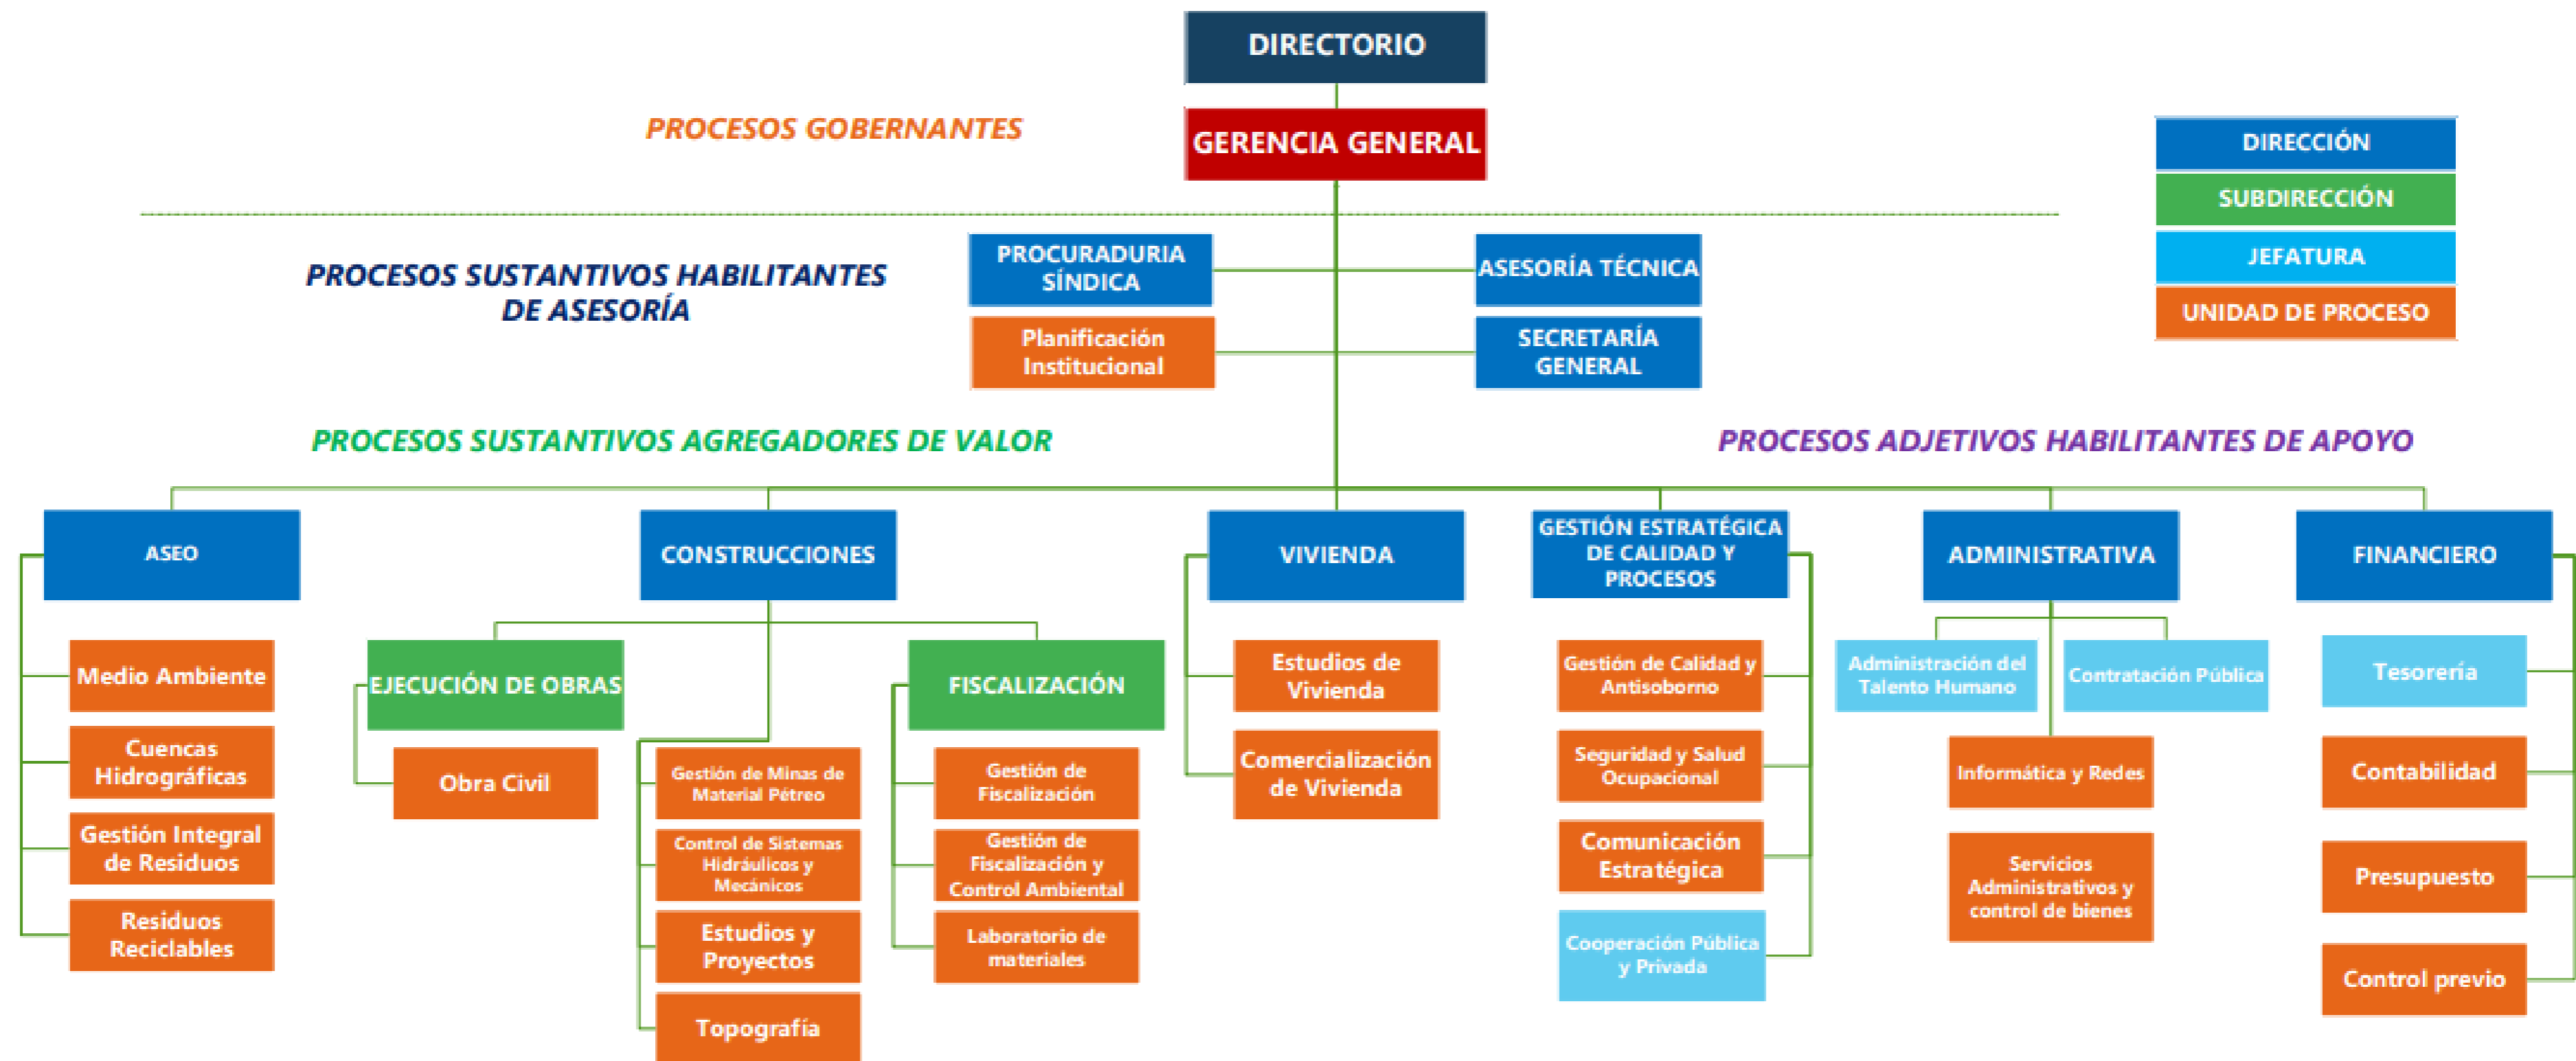 DIRECTORIO
PROCESOS GOBERNANTES
GERENCIA GENERAL
DIRECCIÓN
SUBDIRECCIÓN
JEFATURA
UNIDAD DE PROCESO
PROCESOS SUSTANTIVOS HABILITANTES
DE ASESORÍA
PROCURADURIA
SÍNDICA
ASESORÍA TÉCNICA
Planificación
Institucional
SECRETARÍA
GENERAL
PROCESOS SUSTANTIVOS AGREGADORES DE VALOR
PROCESOS ADJETIVOS HABILITANTES DE APOYO
ASEO
CONSTRUCCIONES
VIVIENDA
GESTIÓN ESTRATÉGICA
DE CALIDAD Y
PROCESOS
ADMINISTRATIVA
FINANCIERO
Medio Ambiente
Cuencas
Hidrográficas
Gestión Integral
de Residuos
Residuos
Reciclables
EJECUCIÓN DE OBRAS
Obra Civil
Gestión de Minas de
Material Pétreo
Control de Sistemas
Hidráulicos y
Mecánicos
Estudios y
Proyectos
Topografía
FISCALIZACIÓN
Gestión de
Fiscalización
Gestión de
Fiscalización y
Control Ambiental
Laboratorio de
materiales
Estudios de
Vivienda
Comercialización
de Vivienda
Gestión de Calidad y
Antisoborno
Seguridad y Salud
Ocupacional
Comunicación
Estratégica
Cooperación Pública
y Privada
Administración del
Talento Humano
Contratación Pública
Informática y Redes
Servicios
Administrativos y
control de bienes
Tesorería
Contabilidad
Presupuesto
Control previo